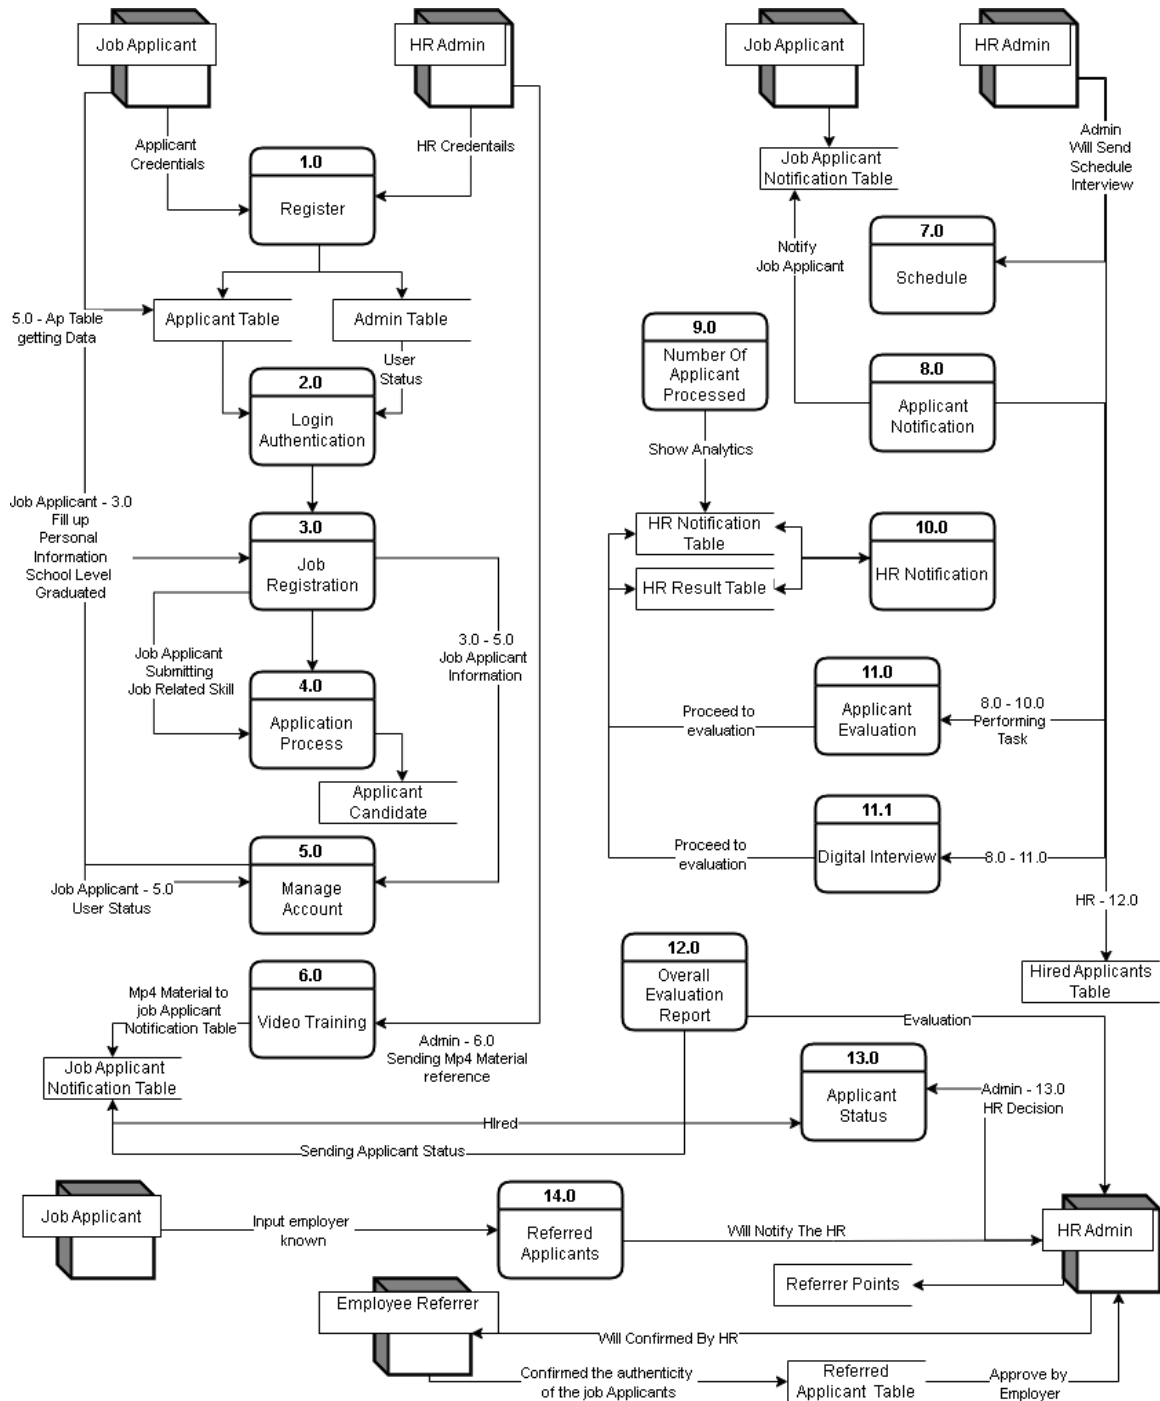 Job Applicant
HR Admin
Job Applicant
HR Admin
Applicant
Credentials
HR Credentails
Admin
Will Send
Schedule
Interview
1.0
Register
Job Applicant
Notification Table
7.0
Schedule
Notify
Job Applicant
5.0 - Ap Table
getting Data
Applicant Table
Admin Table
User
Status
9.0
Number Of
Applicant
Processed
8.0
Applicant
Notification
2.0
Login
Authentication
Show Analytics
Job Applicant - 3.0
Fill up
Personal
Information
School Level
Graduated
3.0
Job
Registration
HR Notification
Table
HR Result Table
10.0
HR Notification
Job Applicant
Submitting
Job Related Skill
3.0 - 5.0
Job Applicant
Information
4.0
Application
Process
Applicant
Candidate
Proceed to
evaluation
11.0
Applicant
Evaluation
8.0 - 10.0
Performing
Task
Proceed to
evaluation
11.1
Digital Interview
8.0 - 11.0
5.0
Manage
Account
Job Applicant - 5.0
User Status
HR - 12.0
Hired Applicants
Table
6.0
Video Training
Mp4 Material to
job Applicant
Notification Table
Admin - 6.0
Sending Mp4 Material
reference
12.0
Overall
Evaluation
Report
Evaluation
Job Applicant
Notification Table
13.0
Applicant
Status
Admin - 13.0
HR Decision
HIred
Sending Applicant Status
Job Applicant
Input employer
known
14.0
Referred
Applicants
Will Notify The HR
HR Admin
Referrer Points
Employee Referrer
Will Confirmed By HR
Confirmed the authenticity
of the job Applicants
Referred
Applicant Table
Approve by
Employer